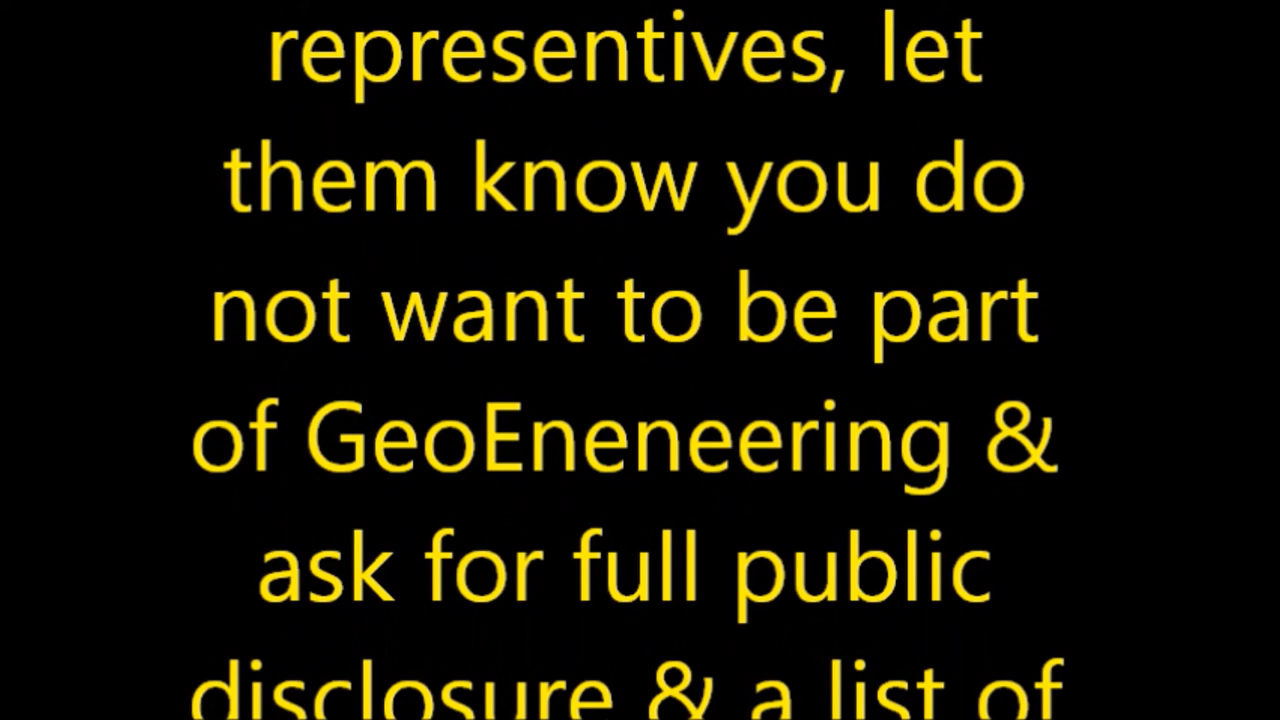 representives, let
them know you do
not want to be part
of GeoEneneering &
ask for full public
disclosure & a list of